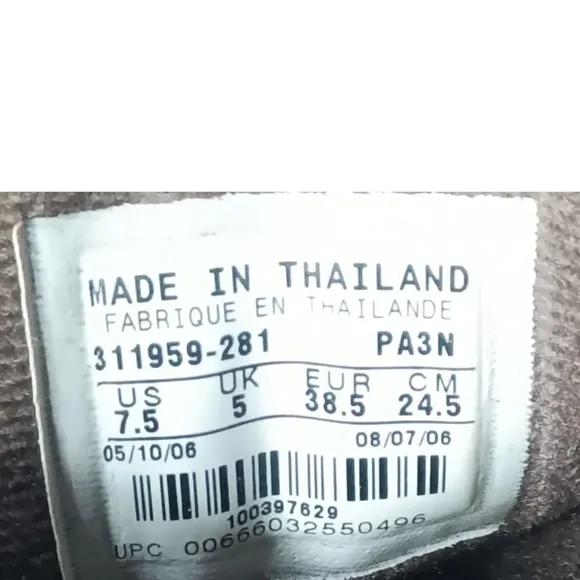 MADE IN THAILAND
FABRIQUE EN THAILANDE
311959-281 PA3N
US UK EUR CM
7.5 5 38.5 24.5
05/10/06 08/07/06
100397629
UPC 00666032550496